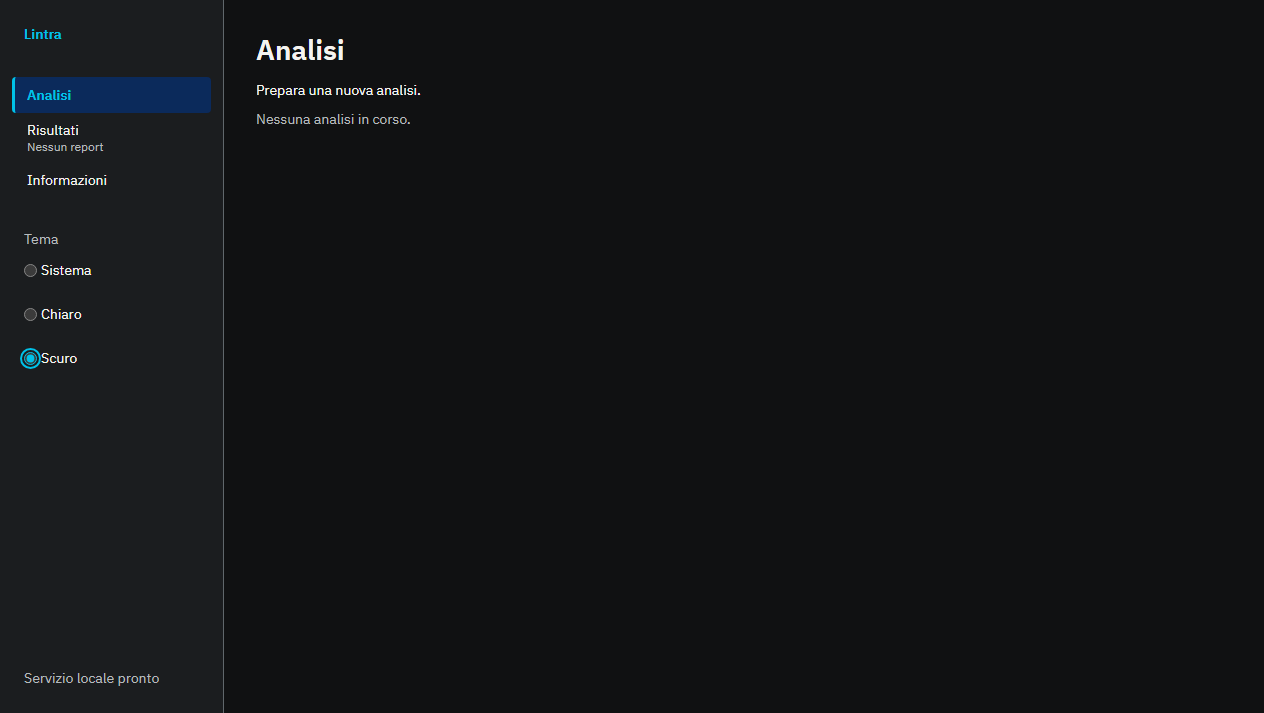 Lintra
Analisi
Risultati
Nessun report
Informazioni
Tema
Sistema
Chiaro
Scuro
Servizio locale pronto
Analisi
Prepara una nuova analisi.
Nessuna analisi in corso.